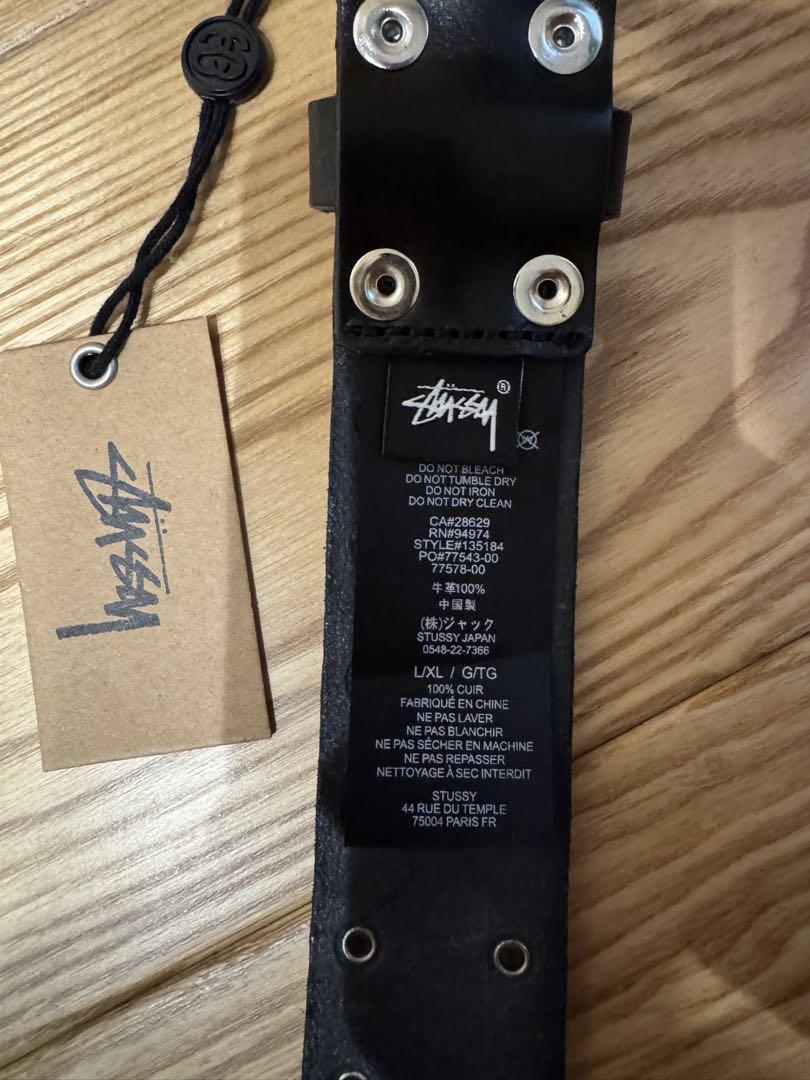 STÜSSY
STÜSSY ®
DO NOT BLEACH
DO NOT TUMBLE DRY
DO NOT IRON
DO NOT DRY CLEAN
CA#28629
RN#94974
STYLE#135184
PO#77543-00
77578-00
牛革100%
中国製
(株)ジャック
STUSSY JAPAN
0548-22-7366
L/XL / G/TG
100% CUIR
FABRIQUÉ EN CHINE
NE PAS LAVER
NE PAS BLANCHIR
NE PAS SÉCHER EN MACHINE
NE PAS REPASSER
NETTOYAGE À SEC INTERDIT
STUSSY
44 RUE DU TEMPLE
75004 PARIS FR